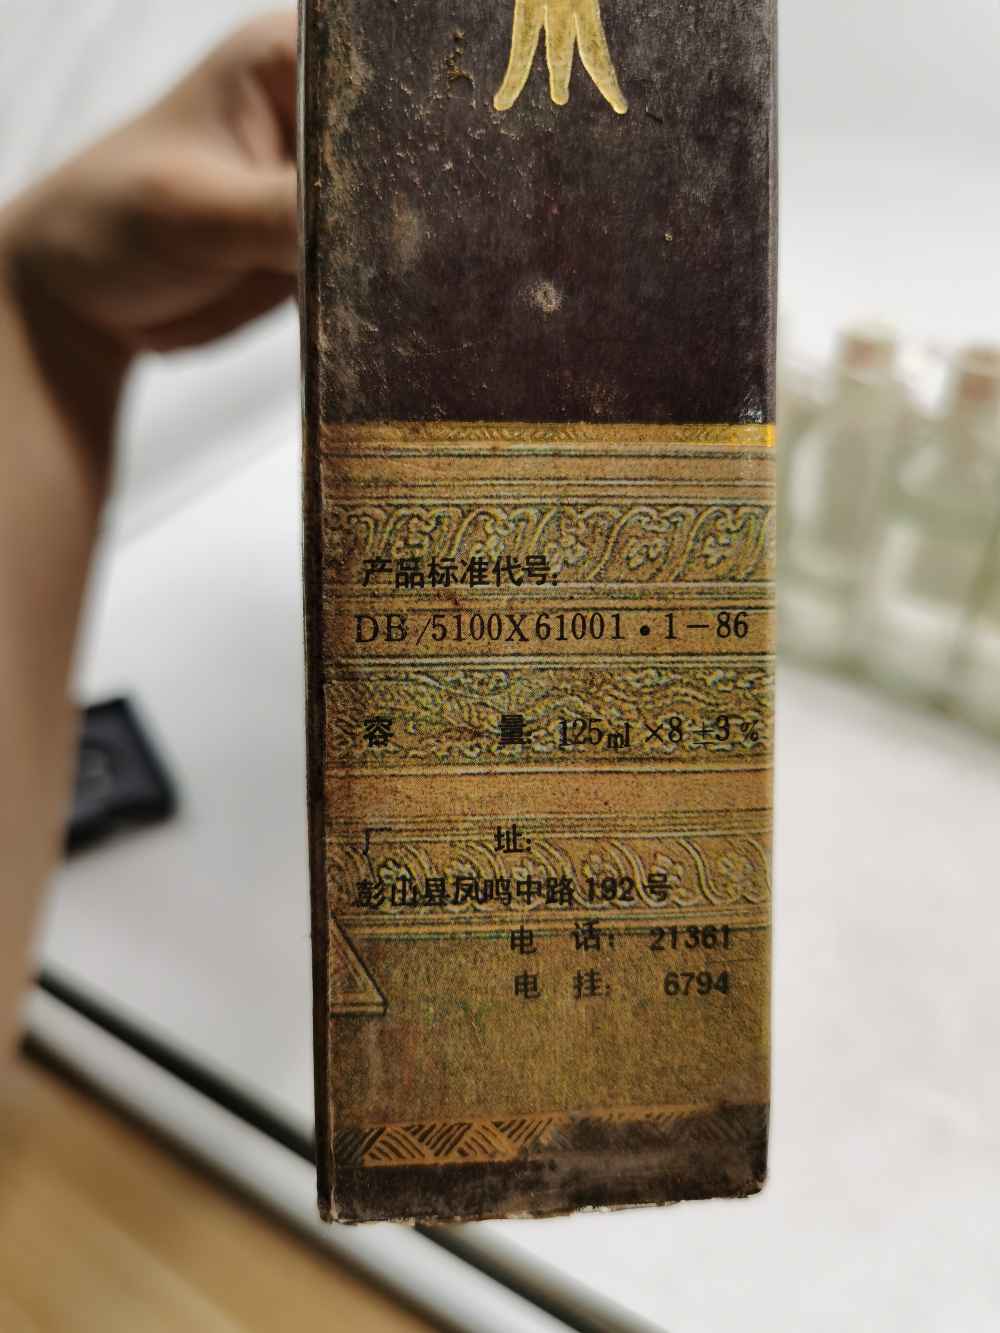 产品标准代号:
DB/5100X61001·1-86
容 量: 125ml×8±3%
厂 址:
彭山县凤鸣中路192号
电 话: 21361
电 挂: 6794